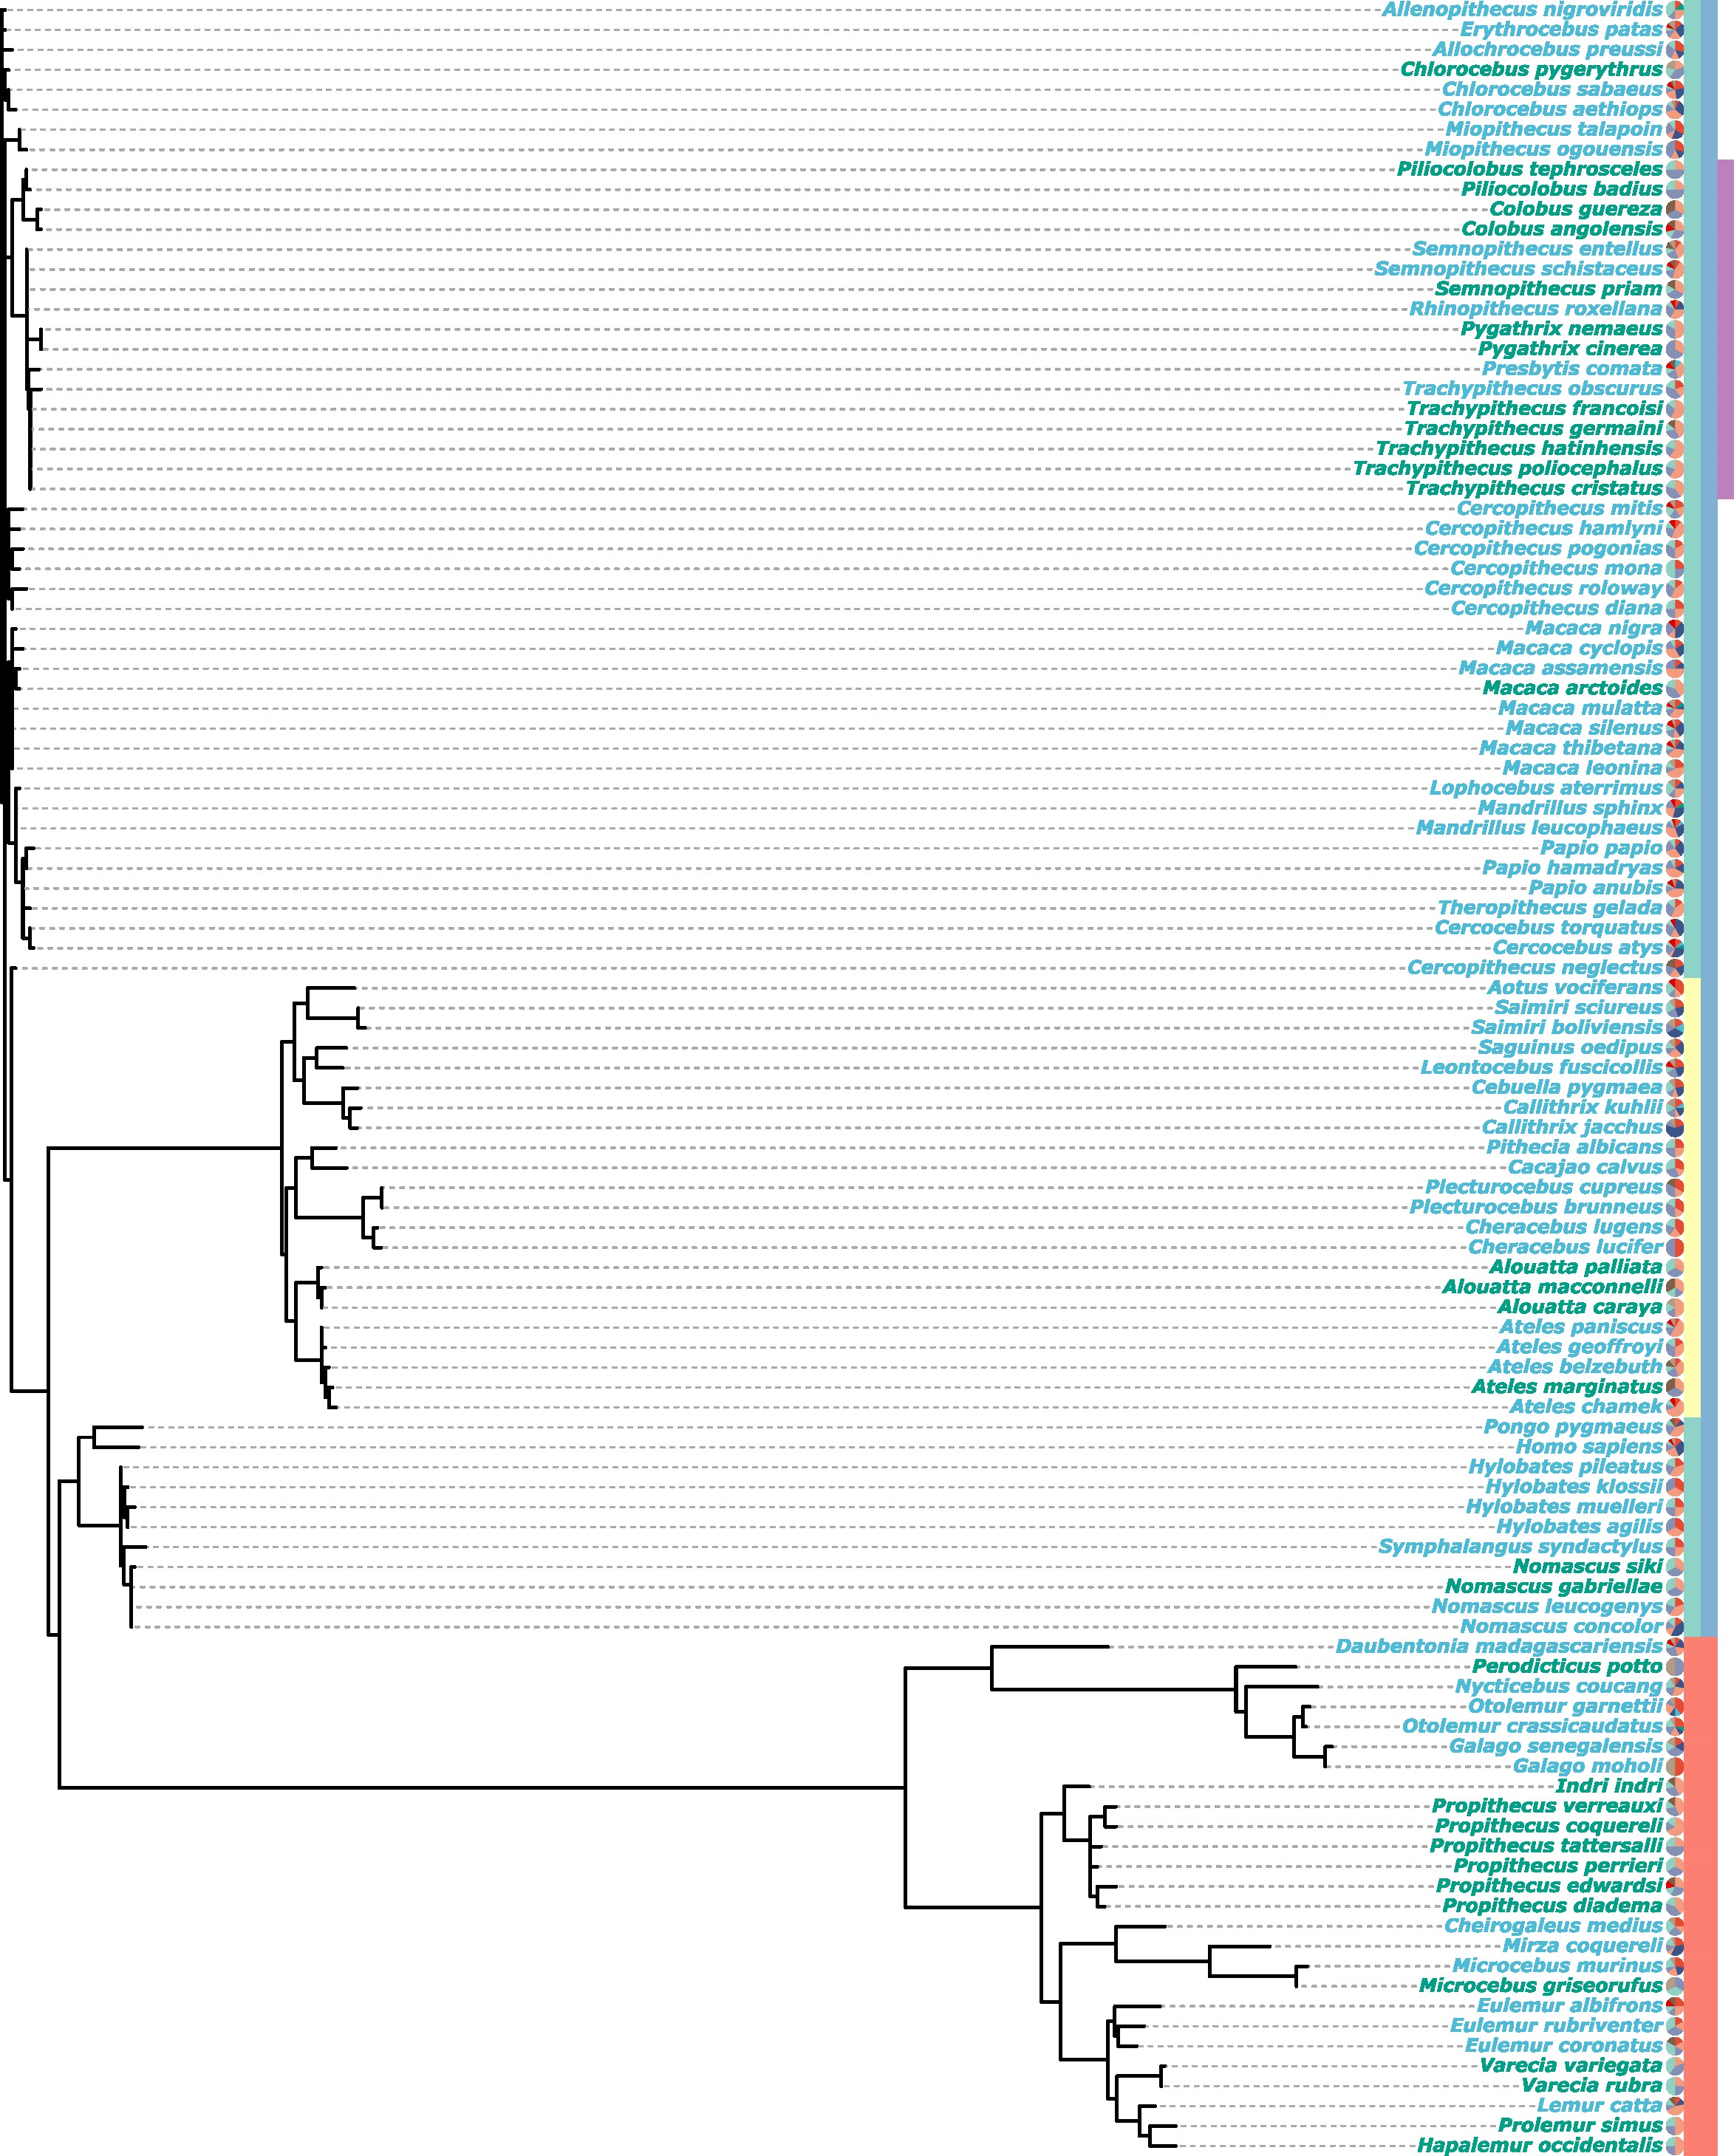 Allenopithecus nigroviridis
Erythrocebus patas
Allochrocebus preussi
Chlorocebus pygerythrus
Chlorocebus sabaeus
Chlorocebus aethiops
Miopithecus talapoin
Miopithecus ogouensis
Piliocolobus tephrosceles
Piliocolobus badius
Colobus guereza
Colobus angolensis
Semnopithecus entellus
Semnopithecus schistaceus
Semnopithecus priam
Rhinopithecus roxellana
Pygathrix nemaeus
Pygathrix cinerea
Presbytis comata
Trachypithecus obscurus
Trachypithecus francoisi
Trachypithecus germaini
Trachypithecus hatinhensis
Trachypithecus poliocephalus
Trachypithecus cristatus
Cercopithecus mitis
Cercopithecus hamlyni
Cercopithecus pogonias
Cercopithecus mona
Cercopithecus roloway
Cercopithecus diana
Macaca nigra
Macaca cyclopis
Macaca assamensis
Macaca arctoides
Macaca mulatta
Macaca silenus
Macaca thibetana
Macaca leonina
Lophocebus aterrimus
Mandrillus sphinx
Mandrillus leucophaeus
Papio papio
Papio hamadryas
Papio anubis
Theropithecus gelada
Cercocebus torquatus
Cercocebus atys
Cercopithecus neglectus
Aotus vociferans
Saimiri sciureus
Saimiri boliviensis
Saguinus oedipus
Leontocebus fuscicollis
Cebuella pygmaea
Callithrix kuhlii
Callithrix jacchus
Pithecia albicans
Cacajao calvus
Plecturocebus cupreus
Plecturocebus brunneus
Cheracebus lugens
Cheracebus lucifer
Alouatta palliata
Alouatta macconnelli
Alouatta caraya
Ateles paniscus
Ateles geoffroyi
Ateles belzebuth
Ateles marginatus
Ateles chamek
Pongo pygmaeus
Homo sapiens
Hylobates pileatus
Hylobates klossii
Hylobates muelleri
Hylobates agilis
Symphalangus syndactylus
Nomascus siki
Nomascus gabriellae
Nomascus leucogenys
Nomascus concolor
Daubentonia madagascariensis
Perodicticus potto
Nycticebus coucang
Otolemur garnettii
Otolemur crassicaudatus
Galago senegalensis
Galago moholi
Indri indri
Propithecus verreauxi
Propithecus coquereli
Propithecus tattersalli
Propithecus perrieri
Propithecus edwardsi
Propithecus diadema
Cheirogaleus medius
Mirza coquereli
Microcebus murinus
Microcebus griseorufus
Eulemur albifrons
Eulemur rubriventer
Eulemur coronatus
Varecia variegata
Varecia rubra
Lemur catta
Prolemur simus
Hapalemur occidentalis